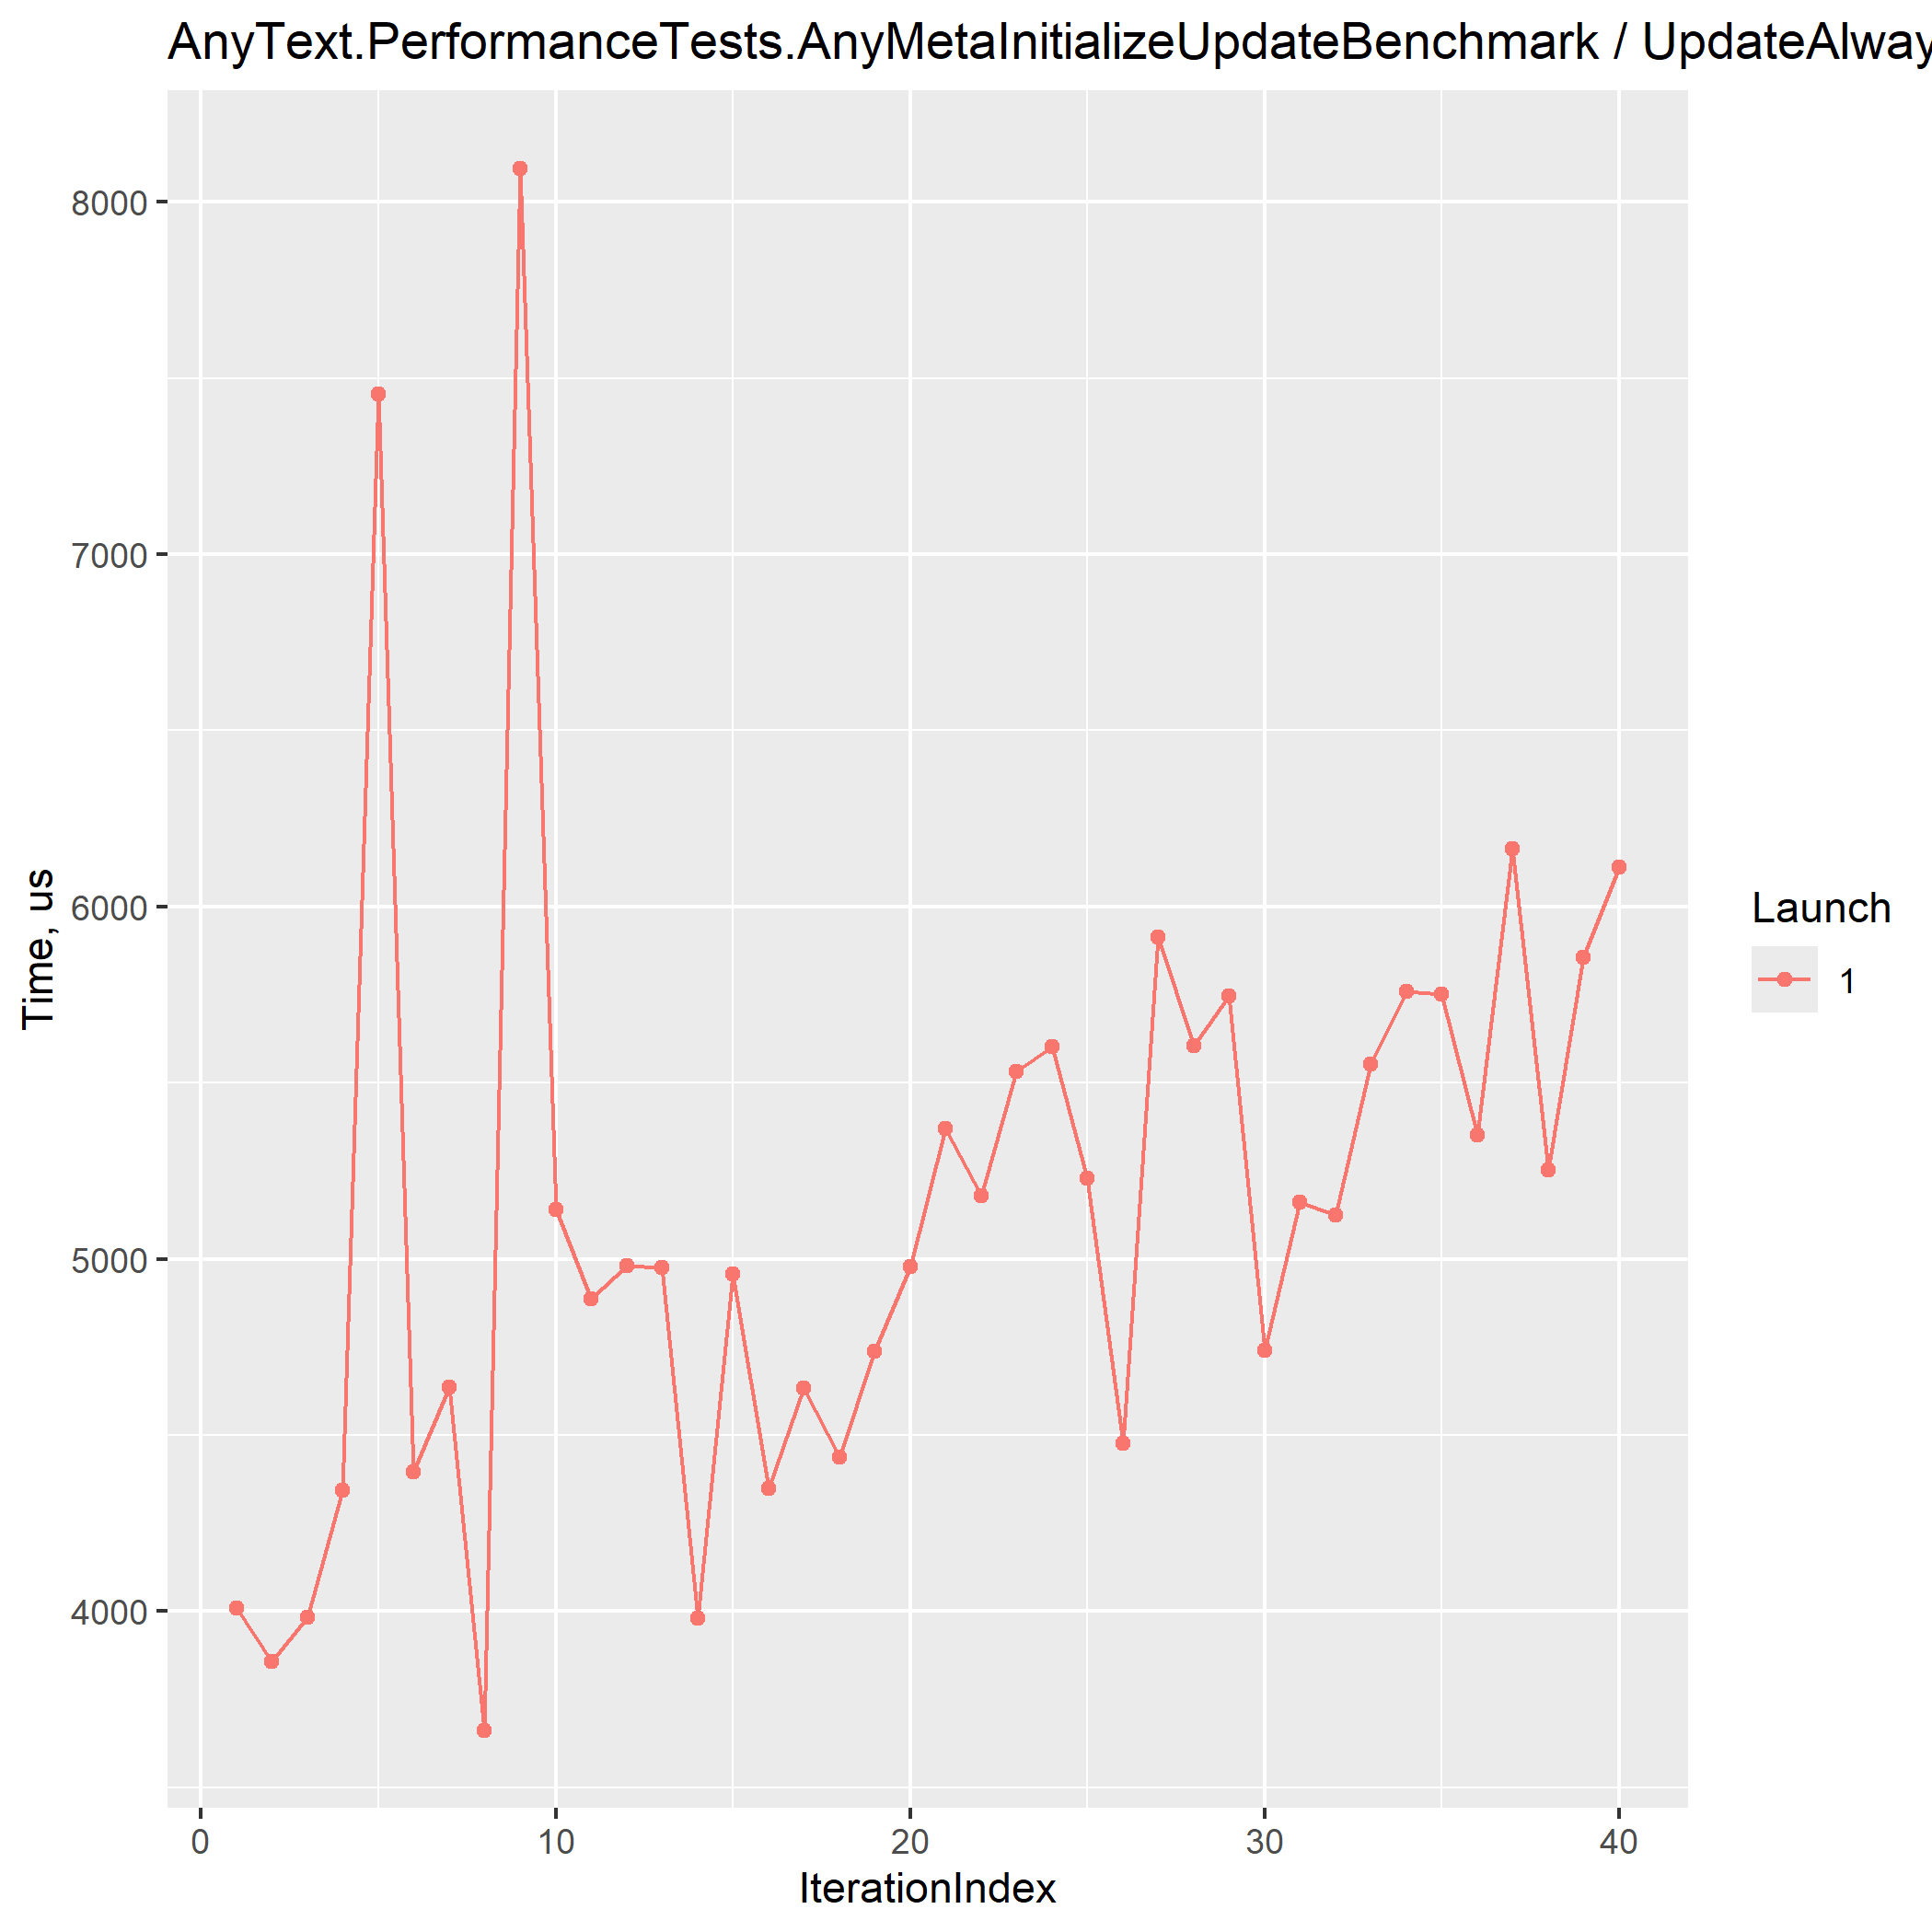 AnyText.PerformanceTests.AnyMetaInitializeUpdateBenchmark / UpdateAlway
8000
7000
6000
5000
4000
Time, us
0 10 20 30 40
IterationIndex
Launch
1